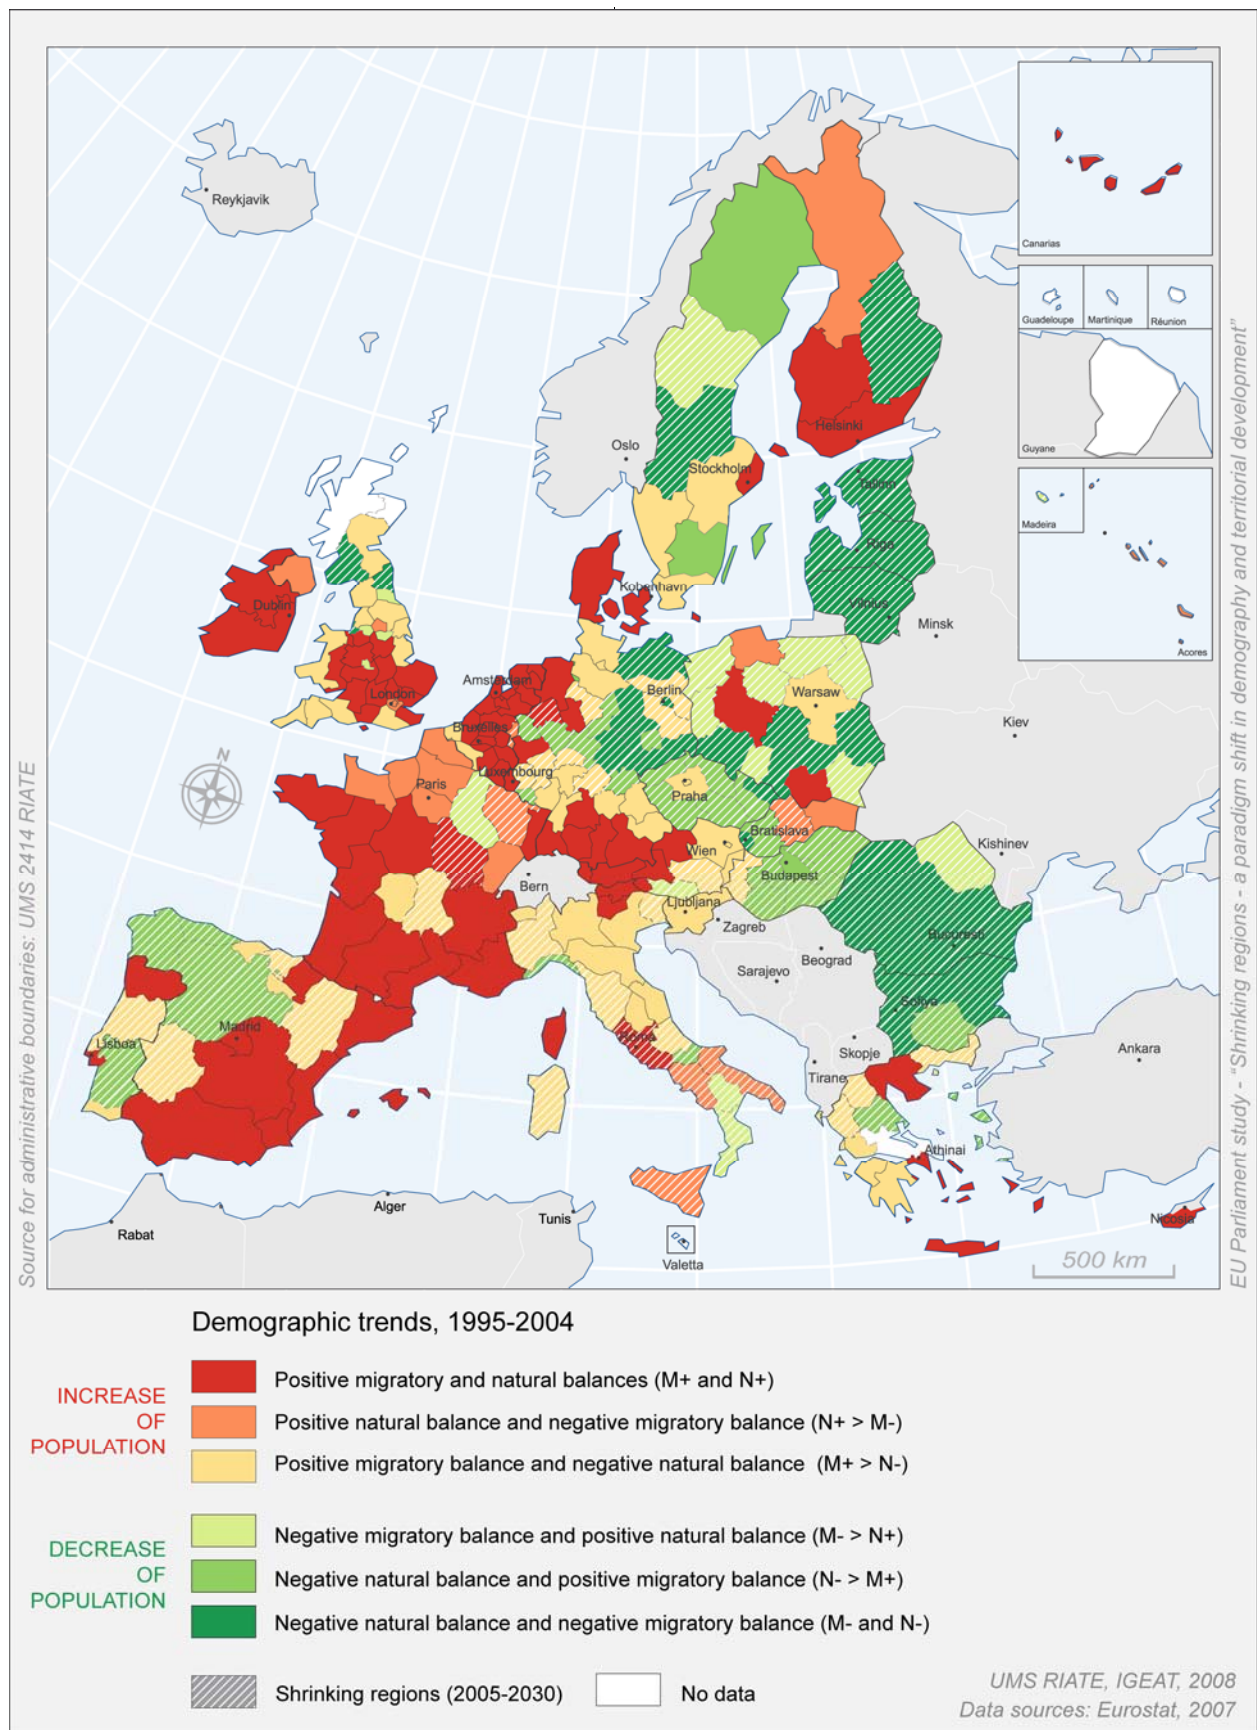 Reykjavik
Canarias
Guadeloupe
Martinique
Réunion
Guyane
Madeira
Acores
Oslo
Helsinki
Stockholm
Tallinn
Riga
Kobenhavn
Vilnius
Minsk
Dublin
London
Amsterdam
Berlin
Warsaw
Kiev
Bruxelles
Luxembourg
Praha
Paris
N
Bratislava
Wien
Kishinev
Budapest
Bern
Ljubljana
Zagreb
Bucuresti
Beograd
Sarajevo
Sofiya
Madrid
Roma
Lisboa
Skopje
Ankara
Tirane
Athinai
Alger
Tunis
Nicosia
Rabat
Valetta
500 km
Source for administrative boundaries: UMS 2414 RIATE
EU Parliament study - “Shrinking regions - a paradigm shift in demography and territorial development”
Demographic trends, 1995-2004
INCREASE
OF
POPULATION
Positive migratory and natural balances (M+ and N+)
Positive natural balance and negative migratory balance (N+ > M-)
Positive migratory balance and negative natural balance (M+ > N-)
DECREASE
OF
POPULATION
Negative migratory balance and positive natural balance (M- > N+)
Negative natural balance and positive migratory balance (N- > M+)
Negative natural balance and negative migratory balance (M- and N-)
Shrinking regions (2005-2030)
No data
UMS RIATE, IGEAT, 2008
Data sources: Eurostat, 2007